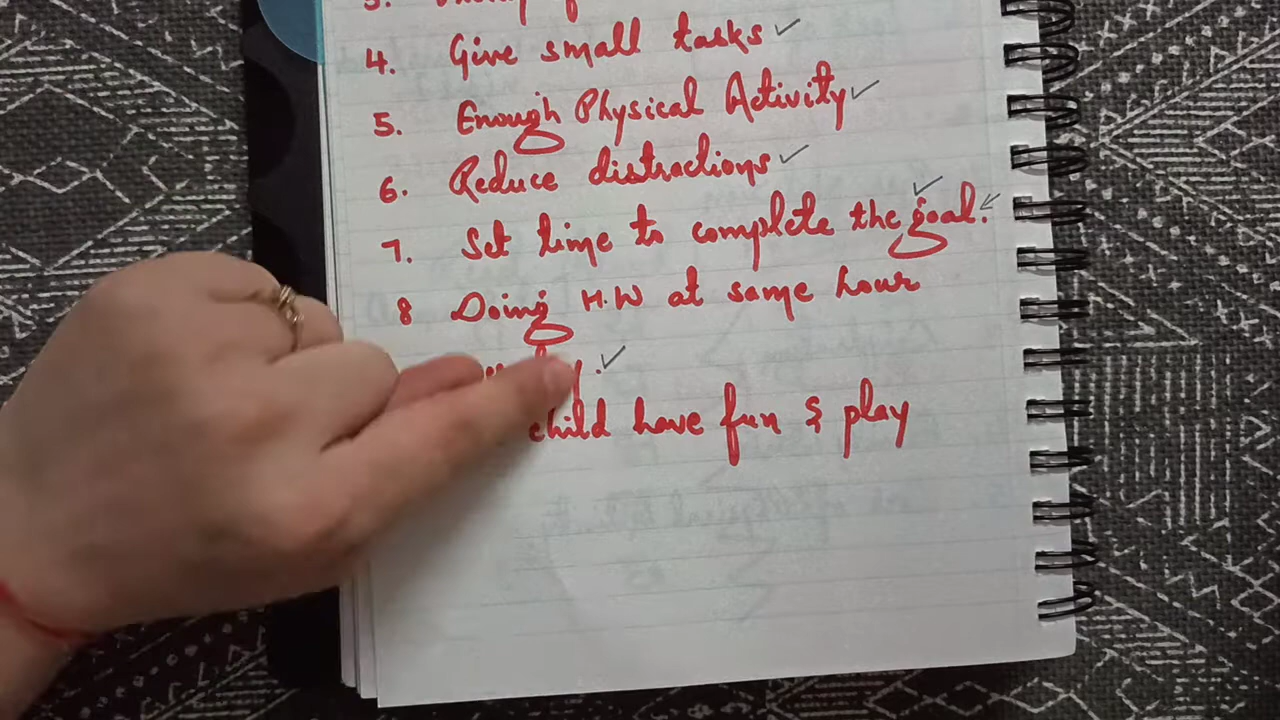 3.
4. Give small tasks ✓
5. Enough Physical Activity ✓
6. Reduce distractions ✓
7. Set time to complete the goal. ✓
8 Doing H.W at same hour
child have fun & play